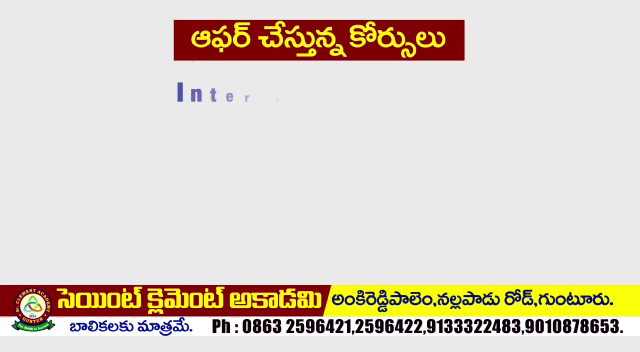 ఆఫర్ చేస్తున్న కోర్సులు
Inter
సెయింట్ క్లెమెంట్ అకాడమి
అంకిరెడ్డిపాలెం,నల్లపాడు రోడ్,గుంటూరు.
బాలికలకు మాత్రమే.
Ph : 0863 2596421,2596422,9133322483,9010878653.